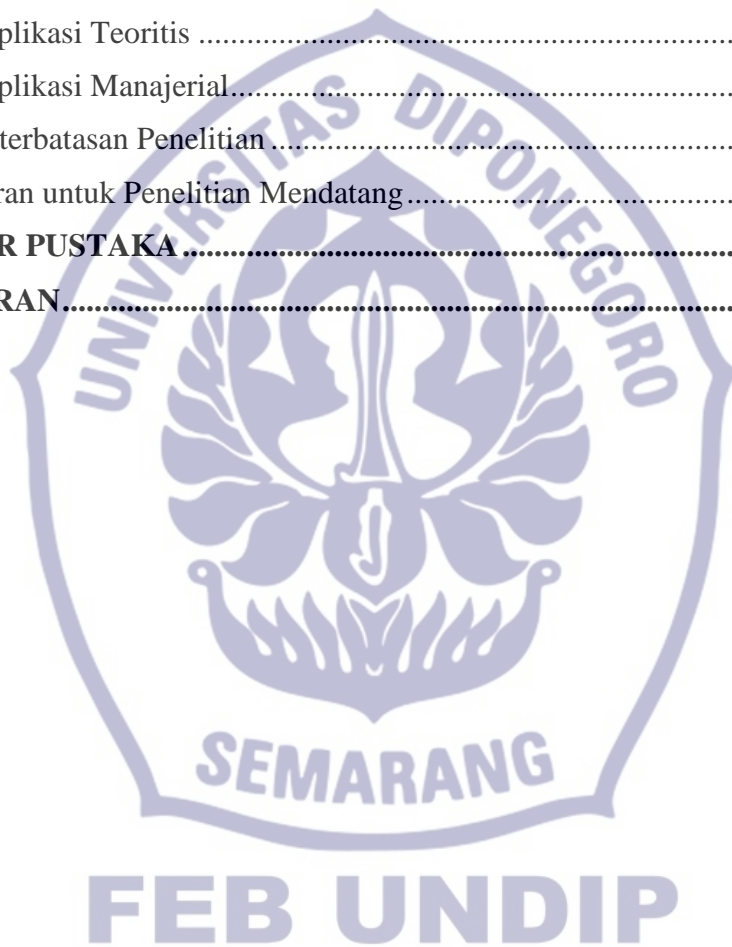 plikasi Teoritis ........................................................................
plikasi Manajerial....................................................................
terbatasan Penelitian ..............................................................
ran untuk Penelitian Mendatang.............................................
R PUSTAKA ........................................................................
RAN.......................................................................................
UNIVERSITAS DIPONEGORO
SEMARANG
FEB UNDIP